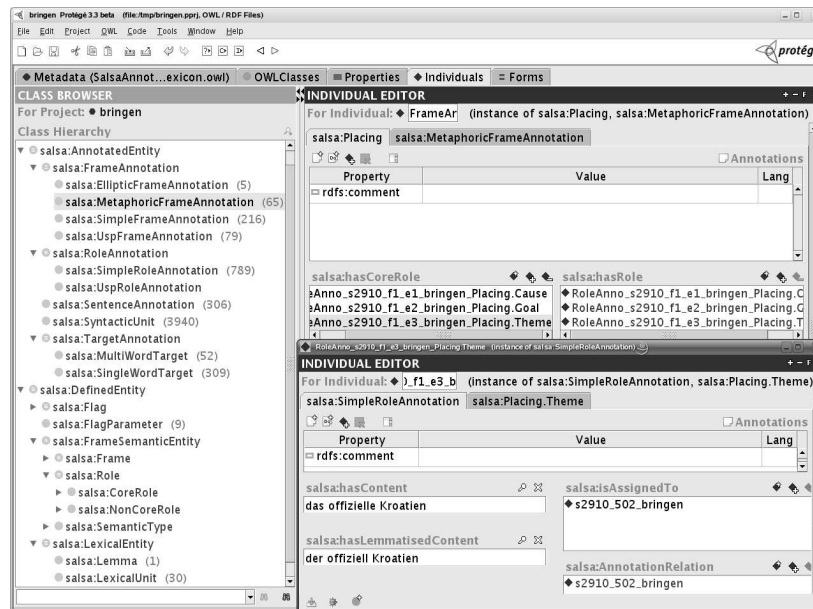 bringen Protégé 3.3 beta (file:/tmp/bringen.pprj, OWL / RDF Files)
File Edit Project OWL Code Tools Window Help
protég
Metadata (SalsaAnnot...exicon.owl) OWLClasses Properties Individuals Forms
CLASS BROWSER
For Project: bringen
Class Hierarchy
salsa:AnnotatedEntity
salsa:FrameAnnotation
salsa:EllipticFrameAnnotation (5)
salsa:MetaphoricFrameAnnotation (65)
salsa:SimpleFrameAnnotation (216)
salsa:UspFrameAnnotation (79)
salsa:RoleAnnotation
salsa:SimpleRoleAnnotation (789)
salsa:UspRoleAnnotation
salsa:SentenceAnnotation (306)
salsa:SyntacticUnit (3940)
salsa:TargetAnnotation
salsa:MultiWordTarget (52)
salsa:SingleWordTarget (309)
salsa:DefinedEntity
salsa:Flag
salsa:FlagParameter (9)
salsa:FrameSemanticEntity
salsa:Frame
salsa:Role
salsa:CoreRole
salsa:NonCoreRole
salsa:SemanticType
salsa:LexicalEntity
salsa:Lemma (1)
salsa:LexicalUnit (30)
INDIVIDUAL EDITOR + − F
For Individual: FrameAr (instance of salsa:Placing, salsa:MetaphoricFrameAnnotation)
salsa:Placing salsa:MetaphoricFrameAnnotation
Annotations
Property Value Lang
rdfs:comment
salsa:hasCoreRole salsa:hasRole
eAnno_s2910_f1_e1_bringen_Placing.Cause RoleAnno_s2910_f1_e1_bringen_Placing.C
eAnno_s2910_f1_e2_bringen_Placing.Goal RoleAnno_s2910_f1_e2_bringen_Placing.G
eAnno_s2910_f1_e3_bringen_Placing.Theme RoleAnno_s2910_f1_e3_bringen_Placing.T
RoleAnno_s2910_f1_e3_bringen_Placing.Theme (instance of salsa:SimpleRoleAnnotation)
INDIVIDUAL EDITOR + − F
For Individual: )_f1_e3_b (instance of salsa:SimpleRoleAnnotation, salsa:Placing.Theme)
salsa:SimpleRoleAnnotation salsa:Placing.Theme
Annotations
Property Value Lang
rdfs:comment
salsa:hasContent salsa:isAssignedTo
das offizielle Kroatien s2910_502_bringen
salsa:hasLemmatisedContent
der offiziell Kroatien
salsa:AnnotationRelation
s2910_502_bringen